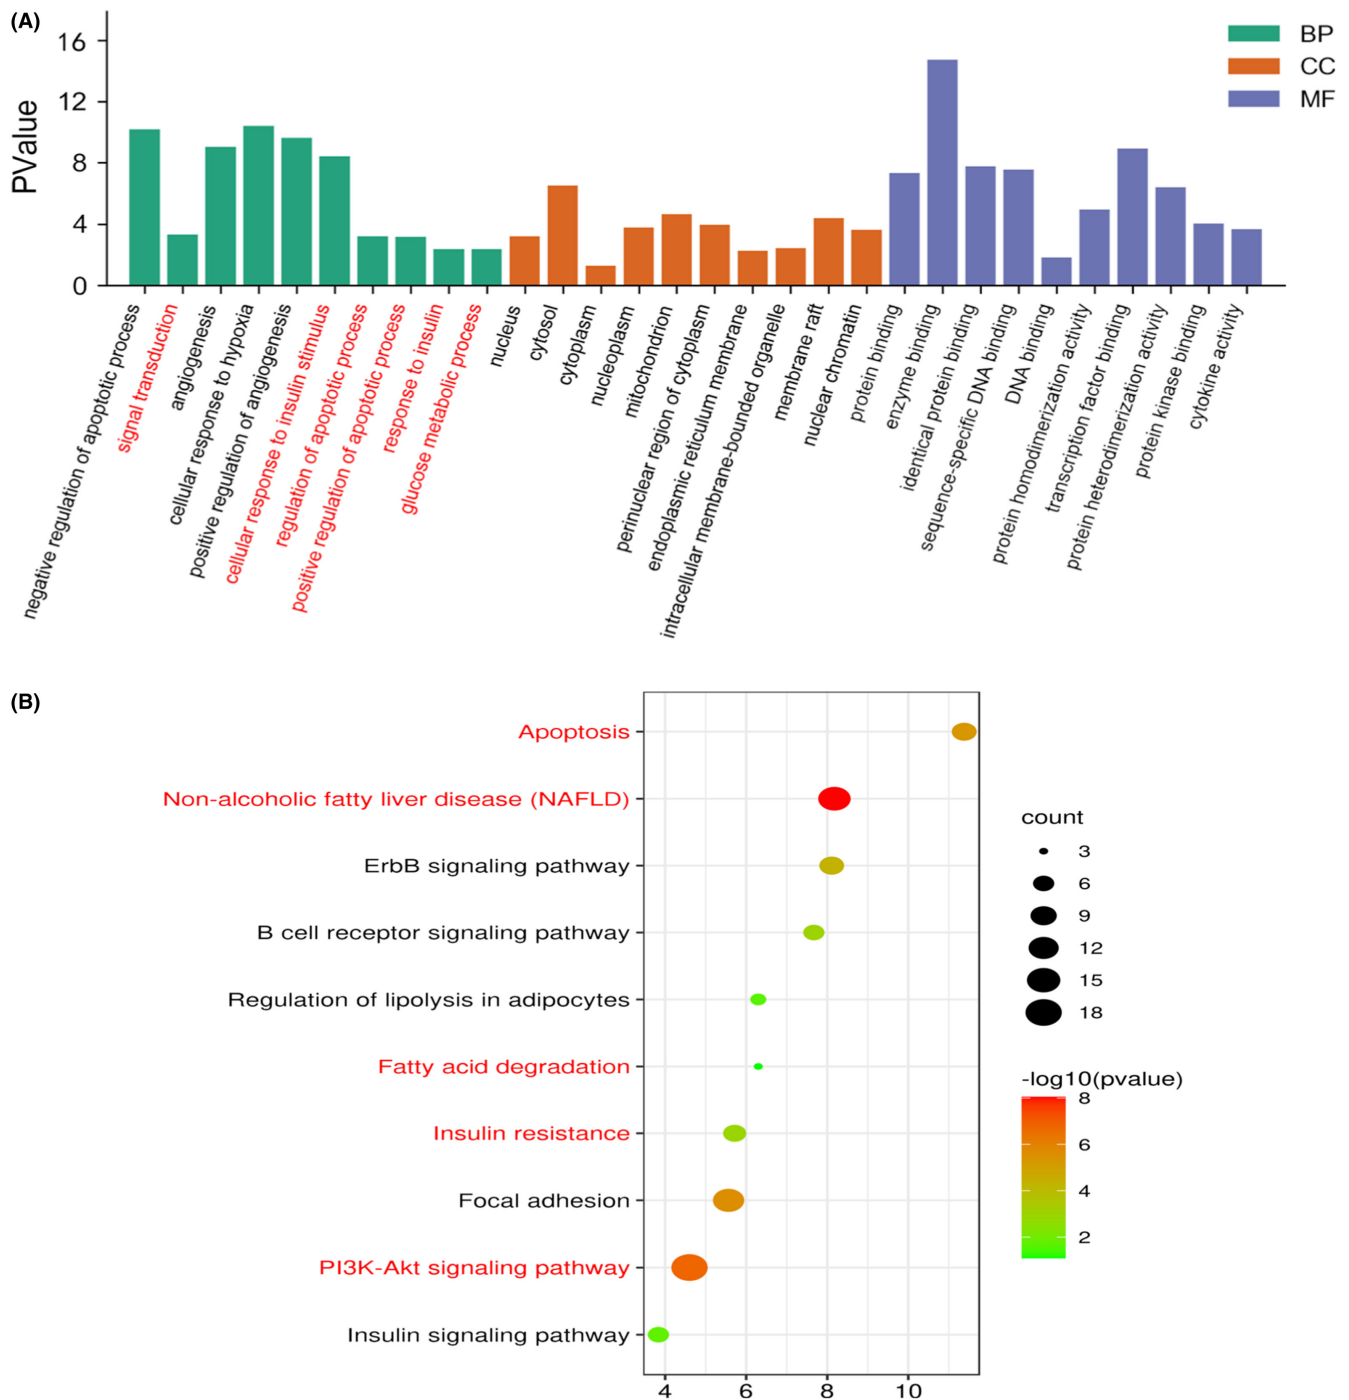 (A)
PValue
16
12
8
4
0
BP
CC
MF
negative regulation of apoptotic process
signal transduction
angiogenesis
cellular response to hypoxia
positive regulation of angiogenesis
cellular response to insulin stimulus
regulation of apoptotic process
positive regulation of apoptotic process
response to insulin
glucose metabolic process
nucleus
cytosol
cytoplasm
nucleoplasm
mitochondrion
perinuclear region of cytoplasm
endoplasmic reticulum membrane
intracellular membrane-bounded organelle
membrane raft
nuclear chromatin
protein binding
enzyme binding
identical protein binding
sequence-specific DNA binding
DNA binding
protein homodimerization activity
transcription factor binding
protein heterodimerization activity
protein kinase binding
cytokine activity
(B)
Apoptosis
Non-alcoholic fatty liver disease (NAFLD)
ErbB signaling pathway
B cell receptor signaling pathway
Regulation of lipolysis in adipocytes
Fatty acid degradation
Insulin resistance
Focal adhesion
PI3K-Akt signaling pathway
Insulin signaling pathway
4 6 8 10
count
3
6
9
12
15
18
-log10(pvalue)
8
6
4
2